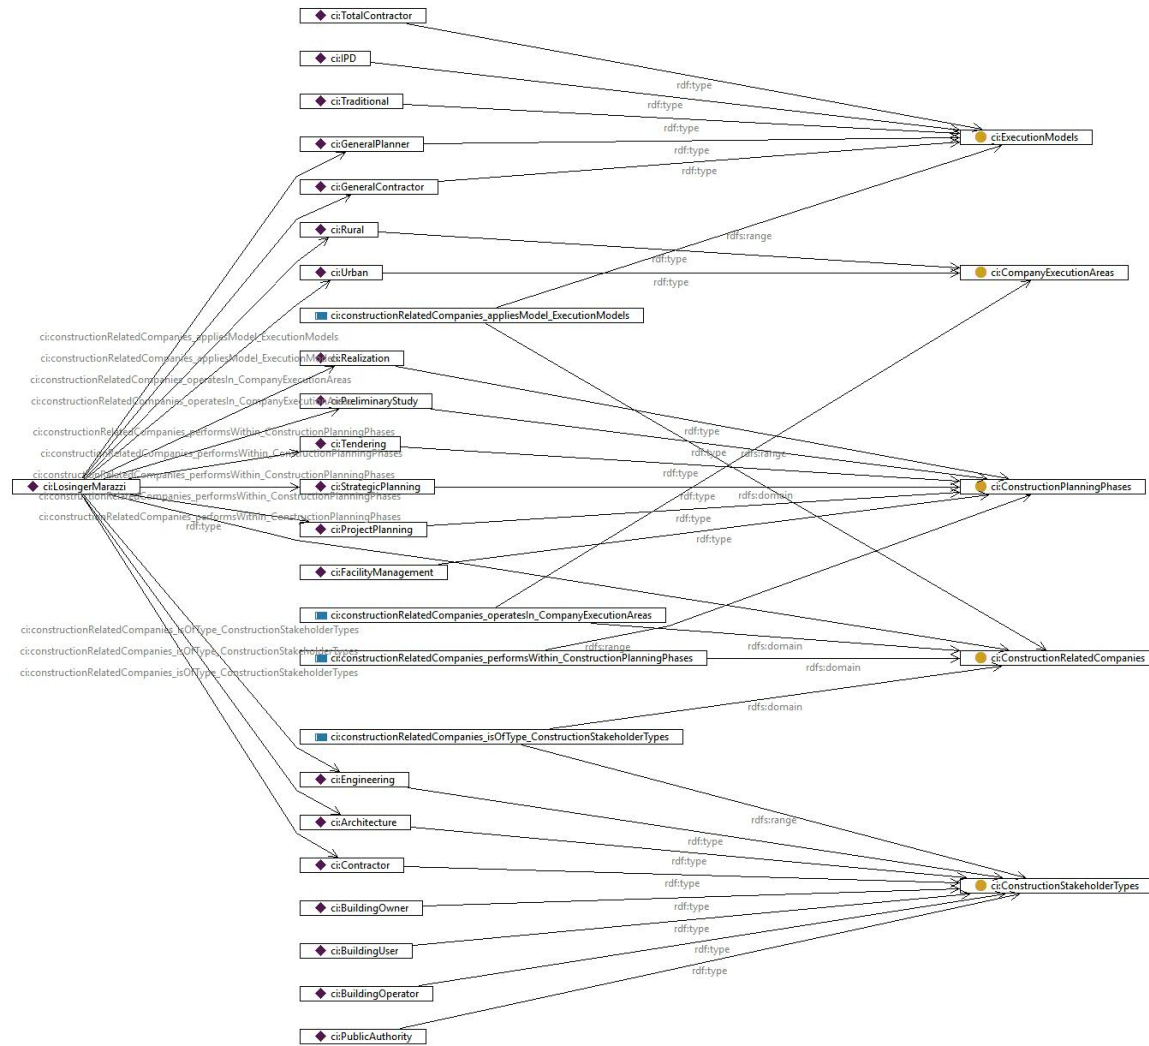 ci:TotalContractor
ci:IPD
rdf:type
ci:Traditional
rdf:type
rdf:type
ci:ExecutionModels
ci:GeneralPlanner
rdf:type
rdf:type
ci:GeneralContractor
ci:Rural
rdfs:range
rdf:type
ci:Urban
ci:CompanyExecutionAreas
rdf:type
ci:constructionRelatedCompanies_appliesModel_ExecutionModels
ci:constructionRelatedCompanies_appliesModel_ExecutionModels
ci:constructionRelatedCompanies_appliesModel_ExecutionModels
ci:Realization
ci:constructionRelatedCompanies_operatesIn_CompanyExecutionAreas
ci:constructionRelatedCompanies_operatesIn_CompanyExecutionAreas
ci:PreliminaryStudy
ci:constructionRelatedCompanies_performsWithin_ConstructionPlanningPhases
rdf:type
ci:Tendering
ci:constructionRelatedCompanies_performsWithin_ConstructionPlanningPhases
rdf:type
rdfs:range
ci:constructionRelatedCompanies_performsWithin_ConstructionPlanningPhases
rdf:type
ci:LosingerMarazzi
ci:StrategicPlanning
ci:ConstructionPlanningPhases
ci:constructionRelatedCompanies_performsWithin_ConstructionPlanningPhases
rdf:type
rdfs:domain
ci:constructionRelatedCompanies_performsWithin_ConstructionPlanningPhases
rdf:type
rdf:type
ci:ProjectPlanning
rdf:type
ci:FacilityManagement
ci:constructionRelatedCompanies_operatesIn_CompanyExecutionAreas
ci:constructionRelatedCompanies_isOfType_ConstructionStakeholderTypes
rdfs:range
rdfs:domain
ci:constructionRelatedCompanies_isOfType_ConstructionStakeholderTypes
ci:constructionRelatedCompanies_performsWithin_ConstructionPlanningPhases
ci:ConstructionRelatedCompanies
rdfs:domain
ci:constructionRelatedCompanies_isOfType_ConstructionStakeholderTypes
rdfs:domain
ci:constructionRelatedCompanies_isOfType_ConstructionStakeholderTypes
ci:Engineering
rdfs:range
ci:Architecture
rdf:type
ci:Contractor
rdf:type
rdf:type
ci:ConstructionStakeholderTypes
ci:BuildingOwner
rdf:type
rdf:type
ci:BuildingUser
rdf:type
rdf:type
ci:BuildingOperator
ci:PublicAuthority